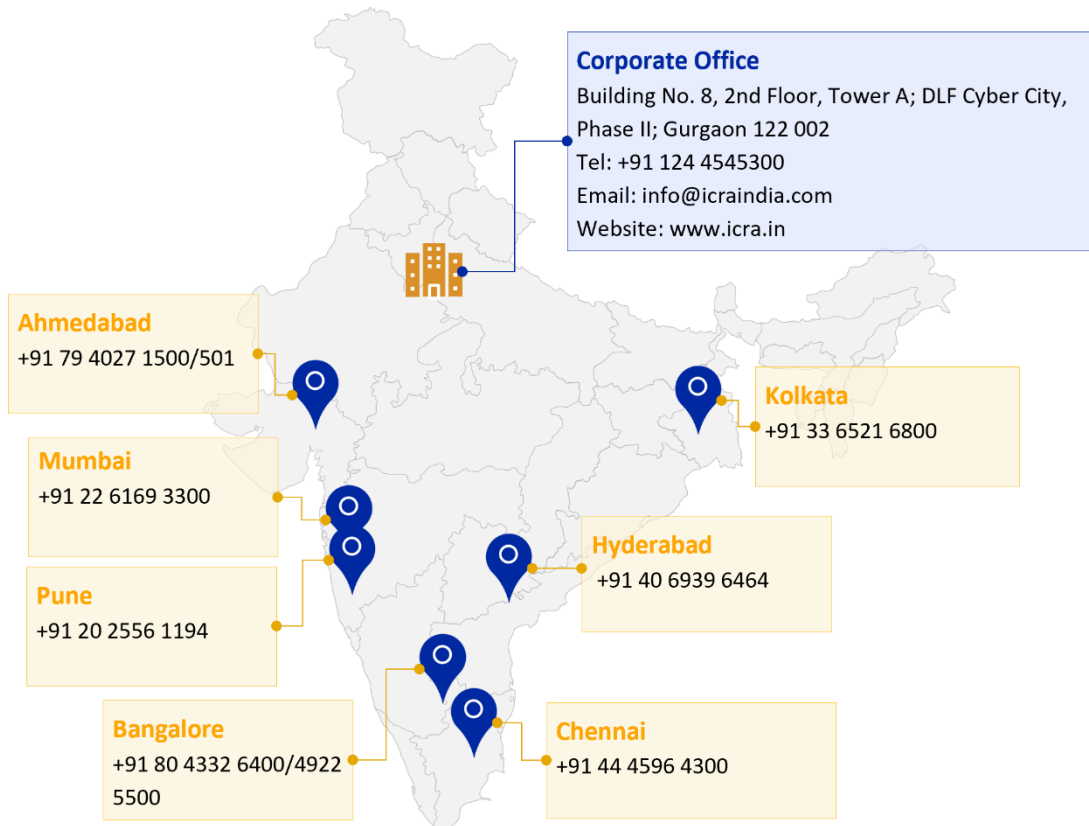 Corporate Office
Building No. 8, 2nd Floor, Tower A; DLF Cyber City,
Phase II; Gurgaon 122 002
Tel: +91 124 4545300
Email: info@icraindia.com
Website: www.icra.in
Ahmedabad
+91 79 4027 1500/501
Kolkata
+91 33 6521 6800
Mumbai
+91 22 6169 3300
Hyderabad
+91 40 6939 6464
Pune
+91 20 2556 1194
Bangalore
+91 80 4332 6400/4922
5500
Chennai
+91 44 4596 4300